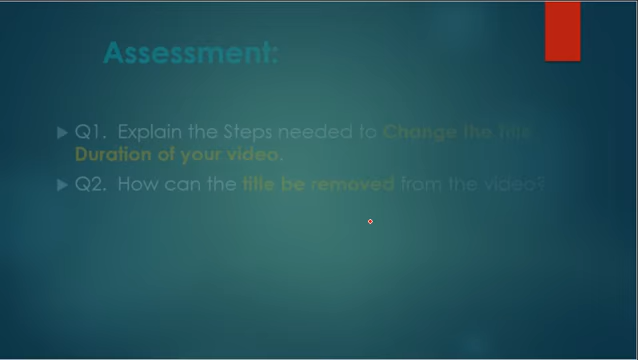 Assessment:
Q1. Explain the Steps needed to Change the title
Duration of your video.
Q2. How can the title be removed from the video?